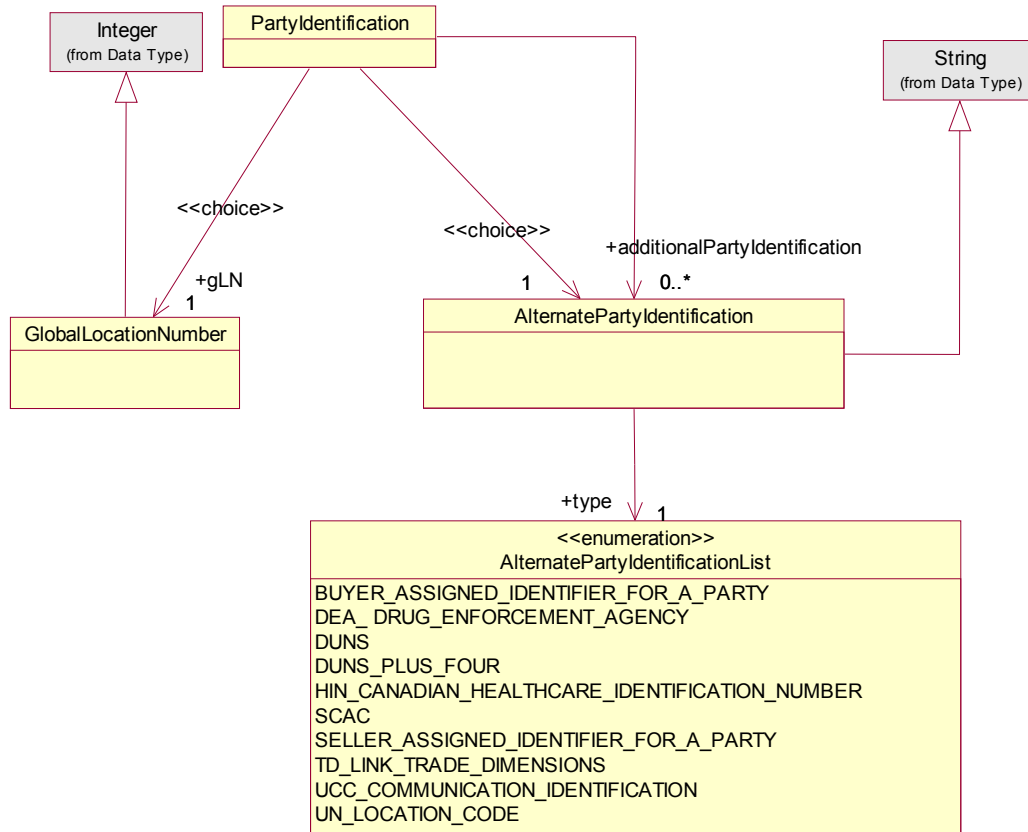 Integer
(from Data Type)
PartyIdentification
String
(from Data Type)
<<choice>>
<<choice>>
+additionalPartyIdentification
+gLN
1
1
0..*
GlobalLocationNumber
AlternatePartyIdentification
+type
1
<<enumeration>>
AlternatePartyIdentificationList
BUYER_ASSIGNED_IDENTIFIER_FOR_A_PARTY
DEA_ DRUG_ENFORCEMENT_AGENCY
DUNS
DUNS_PLUS_FOUR
HIN_CANADIAN_HEALTHCARE_IDENTIFICATION_NUMBER
SCAC
SELLER_ASSIGNED_IDENTIFIER_FOR_A_PARTY
TD_LINK_TRADE_DIMENSIONS
UCC_COMMUNICATION_IDENTIFICATION
UN_LOCATION_CODE